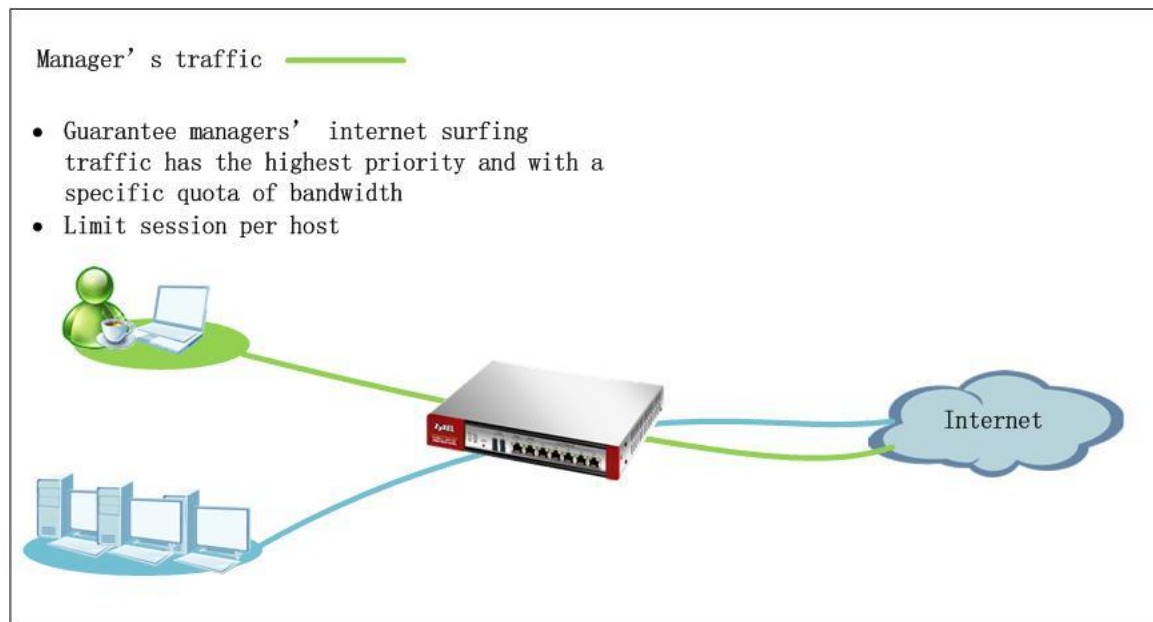 Manager's traffic
• Guarantee managers' internet surfing
traffic has the highest priority and with a
specific quota of bandwidth
• Limit session per host
ZyXEL
Internet